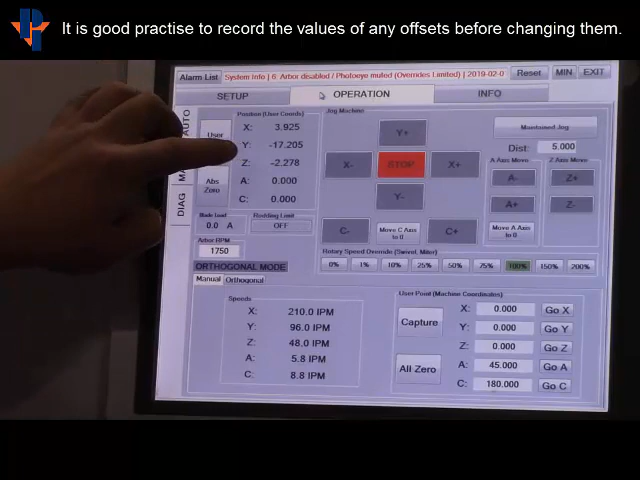 It is good practise to record the values of any offsets before changing them.
Alarm List System Info | 6: Arbor disabled / Photoeye muted (Overrides Limited) | 2019-02-0 Reset MIN EXIT
SETUP OPERATION INFO
AUTO
DIAG
Position (User Coords)
User
X: 3.925
Y: -17.205
Z: -2.278
A: 0.000
C: 0.000
Abs
Zero
Blade Load
0.0 A
Redding Limit
OFF
Arbor RPM
1750
ORTHOGONAL MODE
Jog Machine
Y+
X- STOP X+
Y-
C- Move C Axis to 0 C+
Maintained Jog
Dist: 5.000
A Axis Move
A-
A+
Move A Axis to 0
Z Axis Move
Z+
Z-
Rotary Speed Override (Swivel, Miter)
0% 1% 10% 25% 50% 75% 100% 150% 200%
Manual Orthogonal
Speeds
X: 210.0 IPM
Y: 96.0 IPM
Z: 48.0 IPM
A: 5.8 IPM
C: 8.8 IPM
User Point (Machine Coordinates)
Capture
All Zero
X: 0.000 Go X
Y: 0.000 Go Y
Z: 0.000 Go Z
A: 45.000 Go A
C: 180.000 Go C